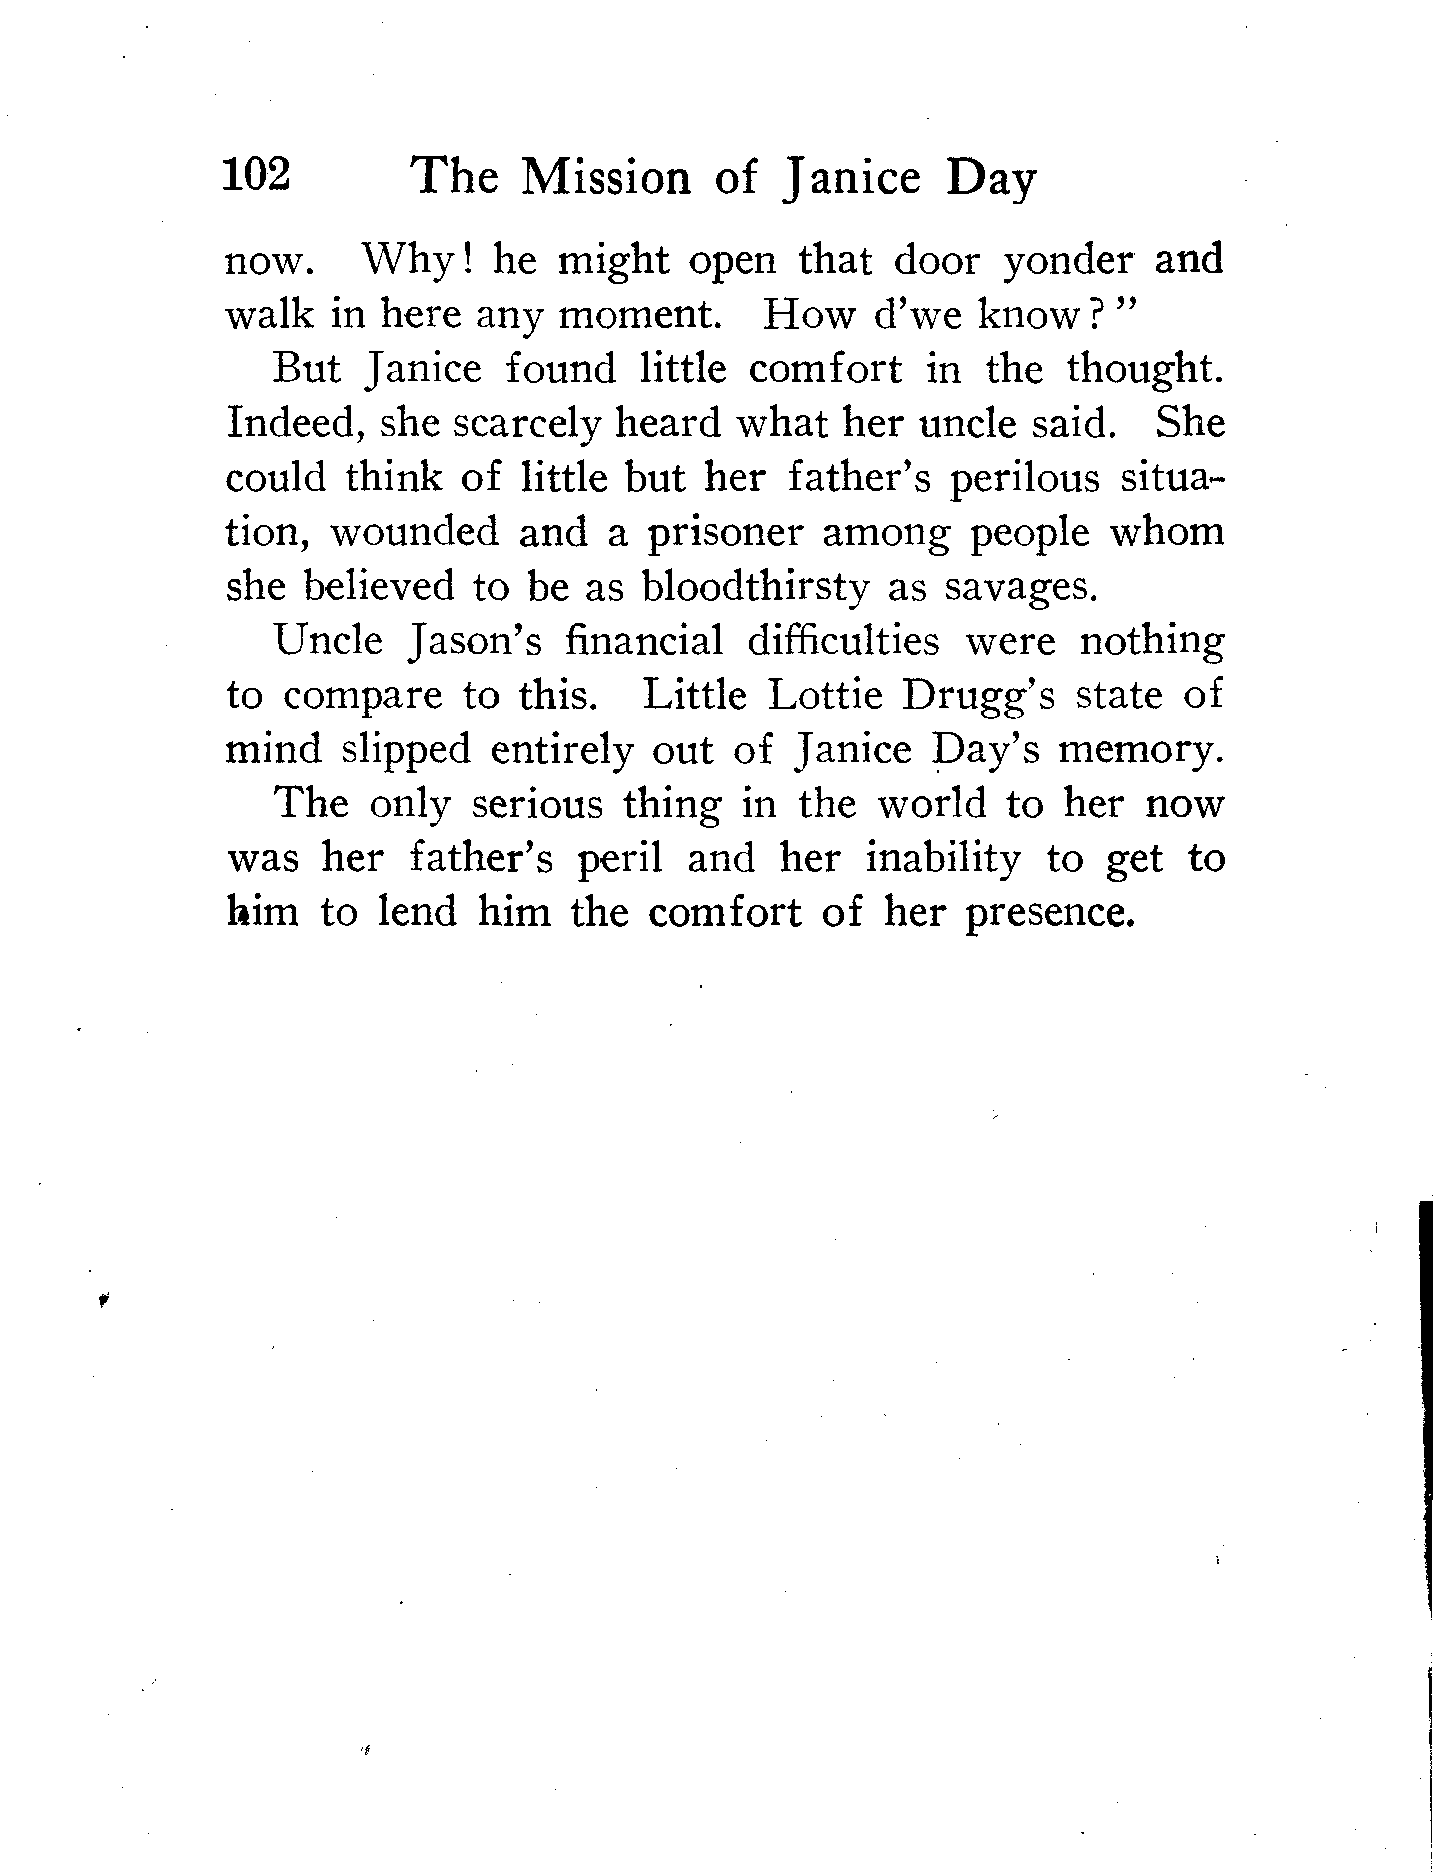 102 The Mission of Janice Day
now. Why! he might open that door yonder and
walk in here any moment. How d'we know?"
But Janice found little comfort in the thought.
Indeed, she scarcely heard what her uncle said. She
could think of little but her father's perilous situa-
tion, wounded and a prisoner among people whom
she believed to be as bloodthirsty as savages.
Uncle Jason's financial difficulties were nothing
to compare to this. Little Lottie Drugg's state of
mind slipped entirely out of Janice Day's memory.
The only serious thing in the world to her now
was her father's peril and her inability to get to
him to lend him the comfort of her presence.